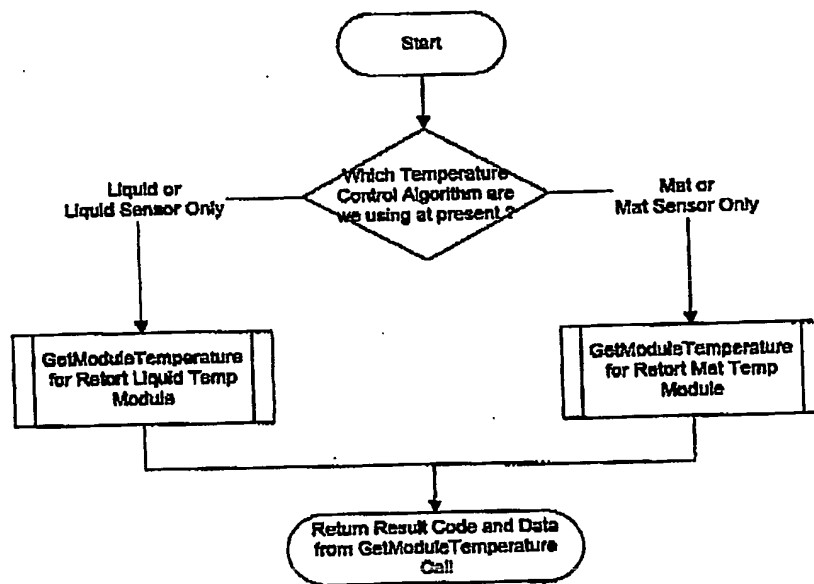 Start
Which Temperature
Control Algorithm are
we using at present ?
Liquid or
Liquid Sensor Only
Mat or
Mat Sensor Only
GetModuleTemperature
for Retort Liquid Temp
Module
GetModuleTemperature
for Retort Mat Temp
Module
Return Result Code and Data
from GetModuleTemperature
Call